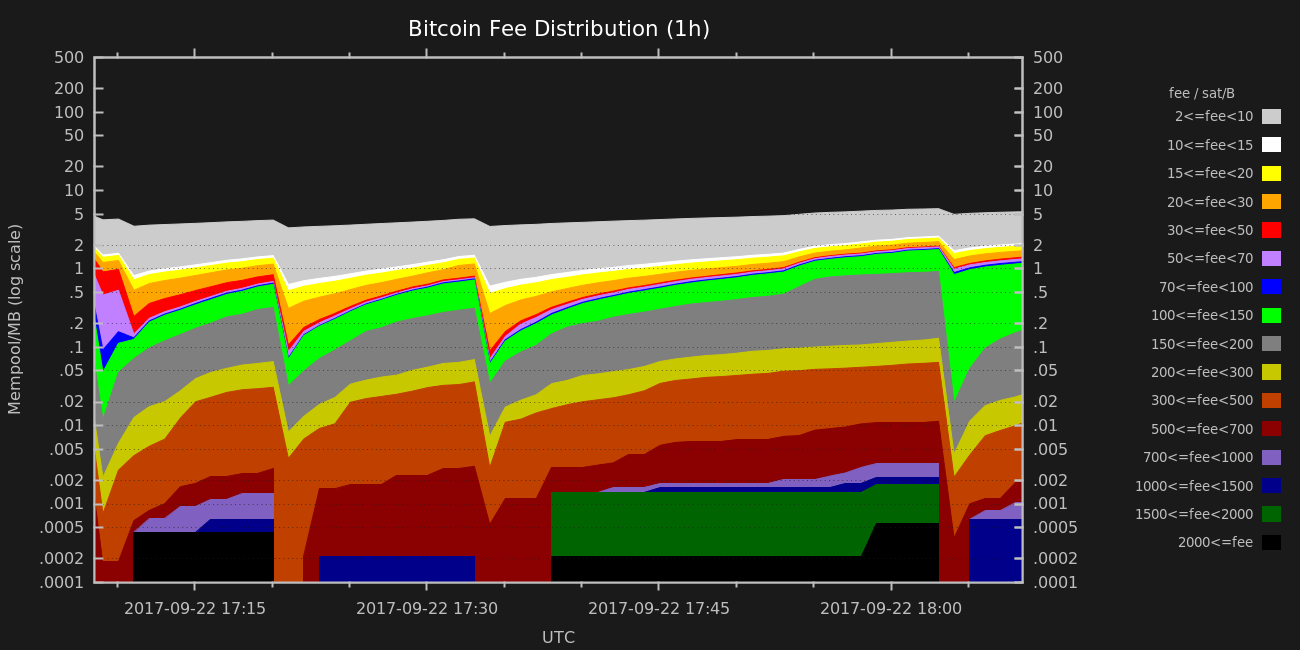 Bitcoin Fee Distribution (1h)
500
200
100
50
20
10
5
2
1
.5
.2
.1
.05
.02
.01
.005
.002
.001
.0005
.0002
.0001
Mempool/MB (log scale)
500
200
100
50
20
10
5
2
1
.5
.2
.1
.05
.02
.01
.005
.002
.001
.0005
.0002
.0001
2017-09-22 17:15
2017-09-22 17:30
2017-09-22 17:45
2017-09-22 18:00
UTC
fee / sat/B
2<=fee<10
10<=fee<15
15<=fee<20
20<=fee<30
30<=fee<50
50<=fee<70
70<=fee<100
100<=fee<150
150<=fee<200
200<=fee<300
300<=fee<500
500<=fee<700
700<=fee<1000
1000<=fee<1500
1500<=fee<2000
2000<=fee